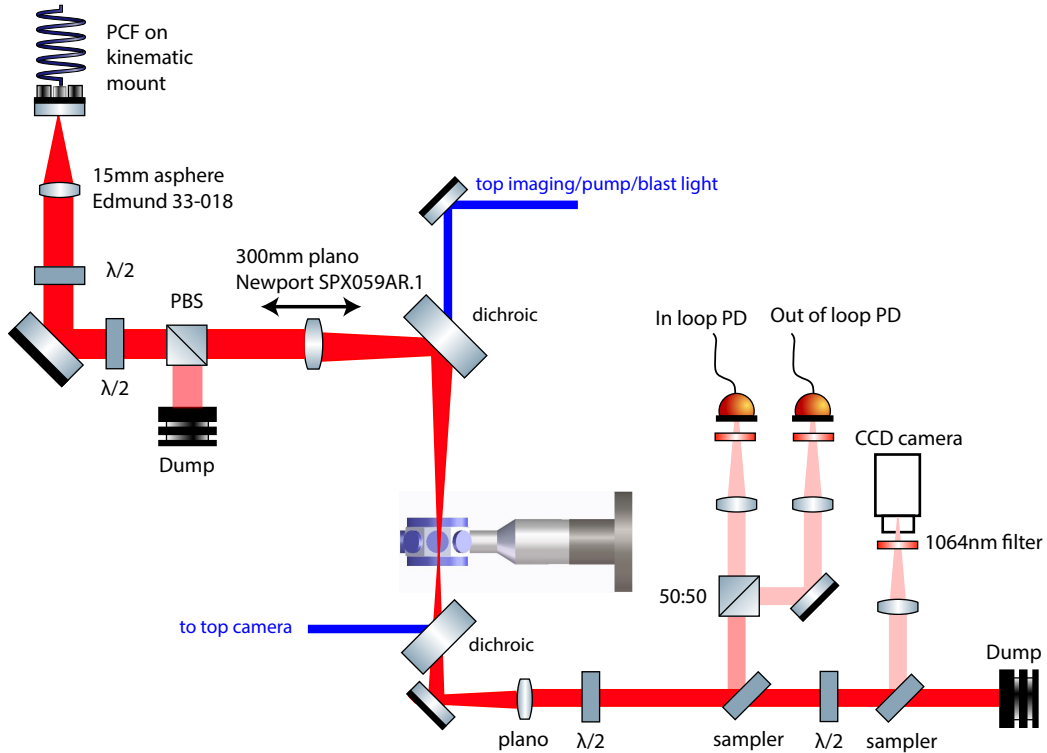 PCF on
kinematic
mount
15mm asphere
Edmund 33-018
top imaging/pump/blast light
λ/2
300mm plano
Newport SPX059AR.1
PBS
dichroic
In loop PD
Out of loop PD
λ/2
Dump
CCD camera
1064nm filter
50:50
to top camera
dichroic
Dump
plano
λ/2
sampler
λ/2
sampler